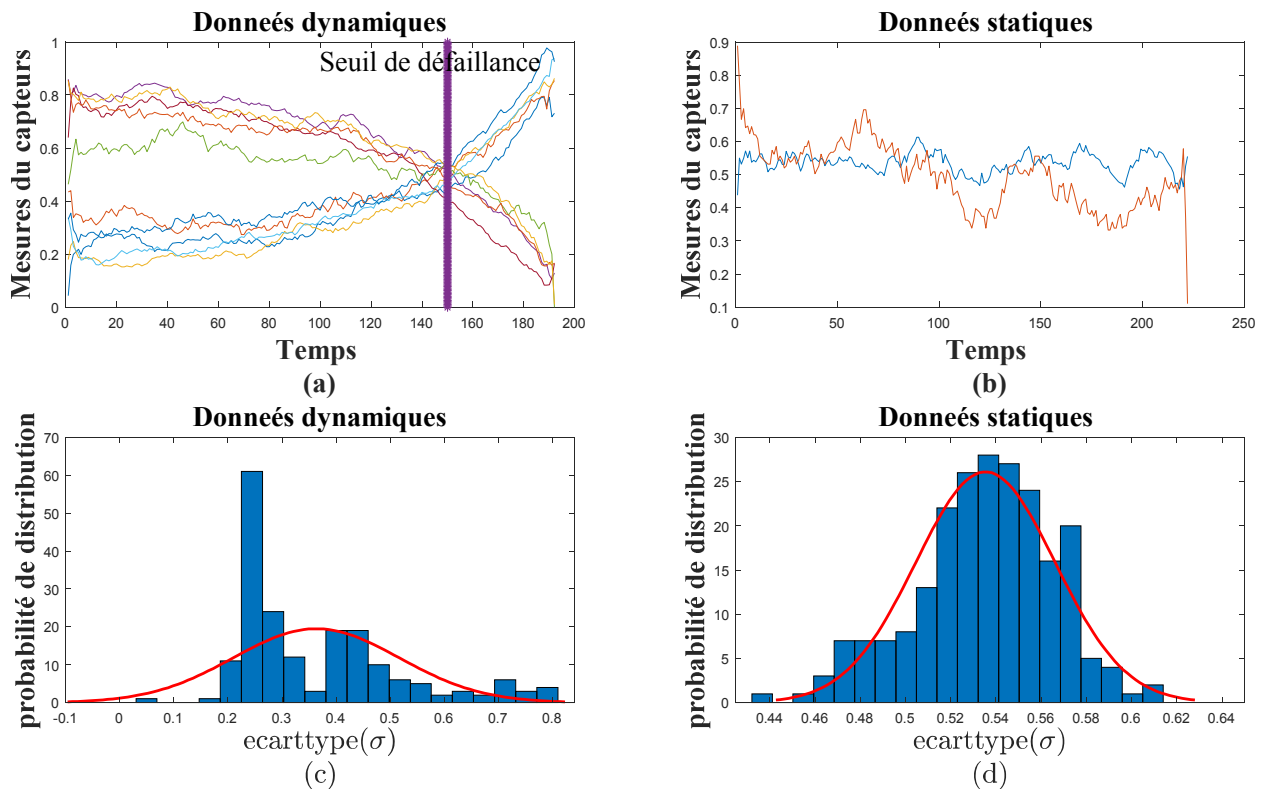 Donneés dynamiques
Seuil de défaillance
Mesures du capteurs
1
0.8
0.6
0.4
0.2
0
0 20 40 60 80 100 120 140 160 180 200
Temps
(a)
Donneés statiques
Mesures du capteurs
0.9
0.8
0.7
0.6
0.5
0.4
0.3
0.2
0.1
0 50 100 150 200 250
Temps
(b)
Donneés dynamiques
probabilité de distribution
70
60
50
40
30
20
10
0
-0.1 0 0.1 0.2 0.3 0.4 0.5 0.6 0.7 0.8
ecarttype(σ)
(c)
Donneés statiques
probabilité de distribution
30
25
20
15
10
5
0
0.44 0.46 0.48 0.5 0.52 0.54 0.56 0.58 0.6 0.62 0.64
ecarttype(σ)
(d)